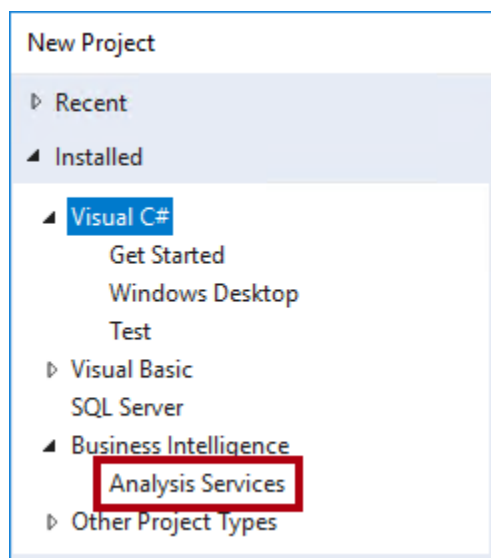 New Project
Recent
Installed
Visual C#
Get Started
Windows Desktop
Test
Visual Basic
SQL Server
Business Intelligence
Analysis Services
Other Project Types